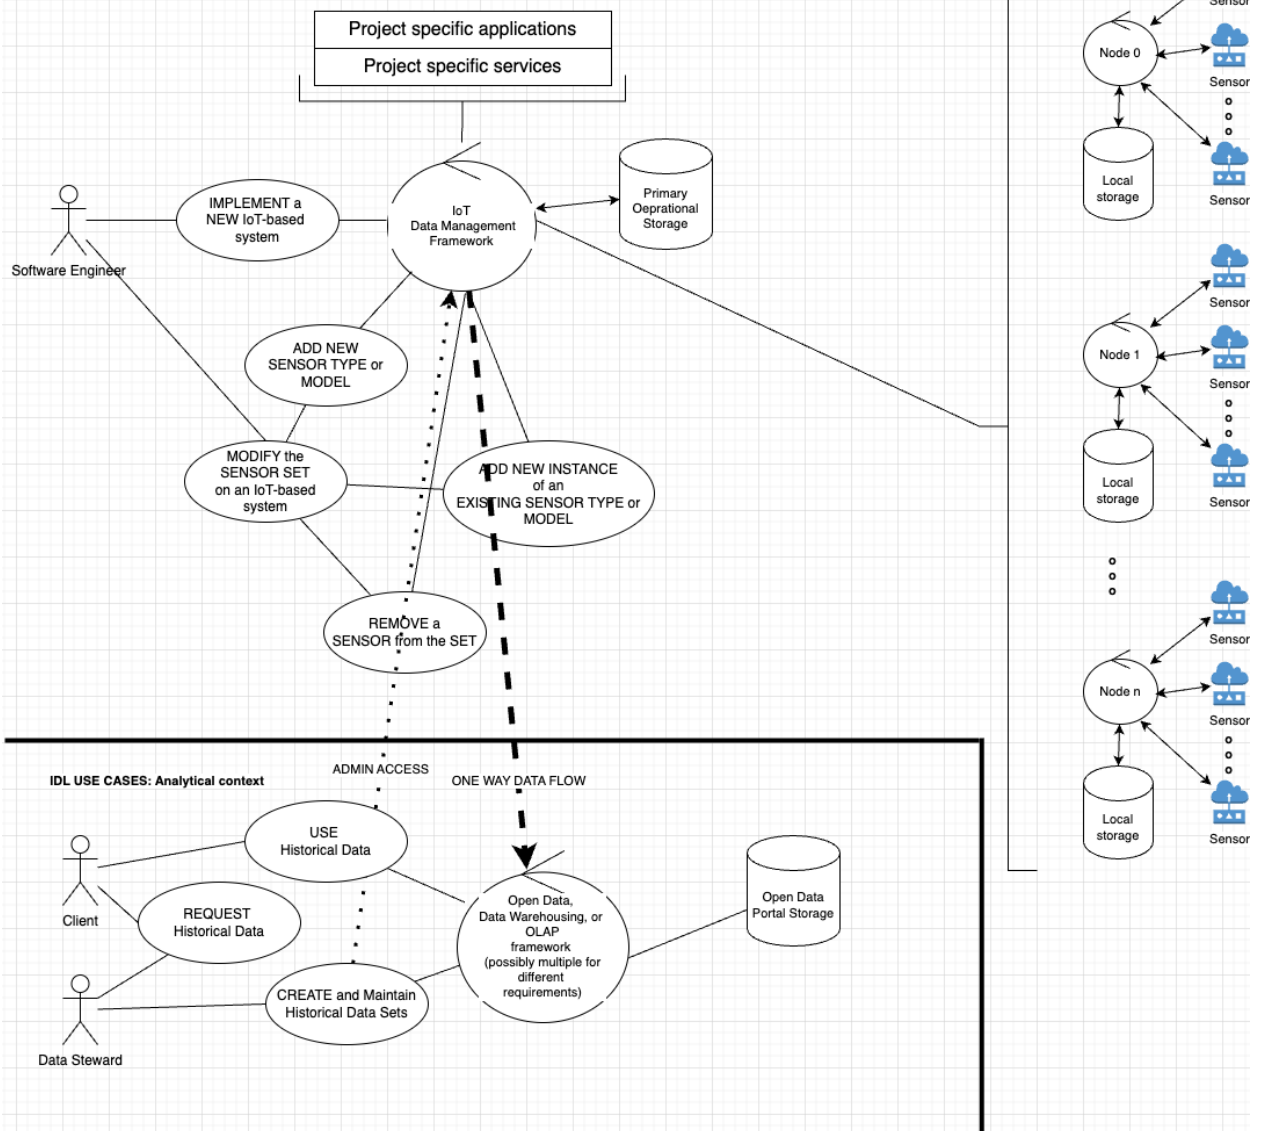 Project specific applications
Project specific services
IoT
Data Management
Framework
Primary
Oeprational
Storage
IMPLEMENT a
NEW IoT-based
system
Software Engineer
ADD NEW
SENSOR TYPE or
MODEL
MODIFY the
SENSOR SET
on an IoT-based
system
ADD NEW INSTANCE
of an
EXISTING SENSOR TYPE or
MODEL
REMOVE a
SENSOR from the SET
ADMIN ACCESS
ONE WAY DATA FLOW
IDL USE CASES: Analytical context
USE
Historical Data
Client
REQUEST
Historical Data
Data Steward
CREATE and Maintain
Historical Data Sets
Open Data,
Data Warehousing, or
OLAP
framework
(possibly multiple for
different
requirements)
Open Data
Portal Storage
Sensor
Node 0
Sensor
Local
storage
Sensor
Sensor
Node 1
Sensor
Local
storage
Sensor
Sensor
Node n
Sensor
Local
storage
Sensor